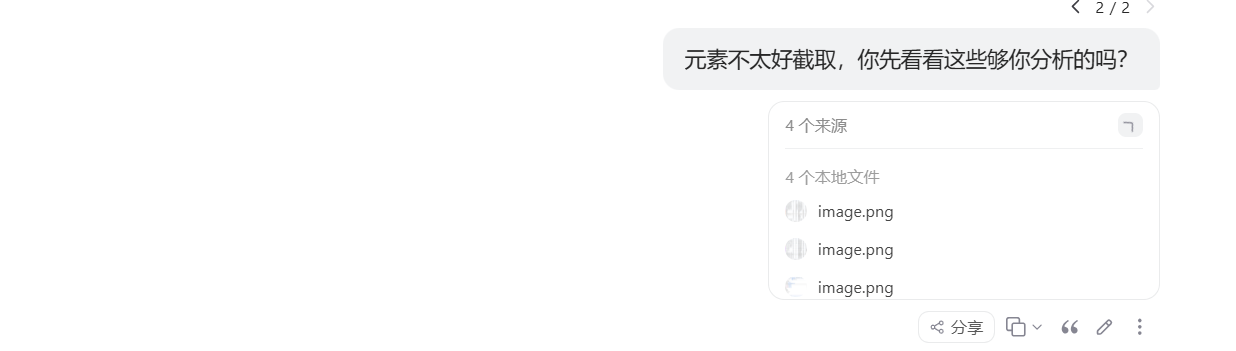 2 / 2
元素不太好截取，你先看看这些够你分析的吗？
4 个来源
4 个本地文件
image.png
image.png
image.png
分享